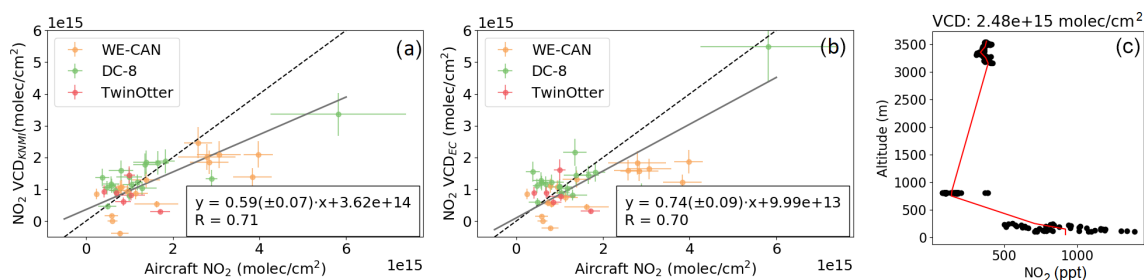 1e15
(a)
WE-CAN
DC-8
TwinOtter
NO2 VCDKNMI(molec/cm2)
6
5
4
3
2
1
0
y = 0.59(±0.07)·x+3.62e+14
R = 0.71
0 2 4 6
1e15
Aircraft NO2 (molec/cm2)
1e15
(b)
WE-CAN
DC-8
TwinOtter
NO2 VCDEC (molec/cm2)
6
5
4
3
2
1
0
y = 0.74(±0.09)·x+9.99e+13
R = 0.70
0 2 4 6
1e15
Aircraft NO2 (molec/cm2)
VCD: 2.48e+15 molec/cm2
(c)
Altitude (m)
3500
3000
2500
2000
1500
1000
500
0
500 1000
NO2 (ppt)